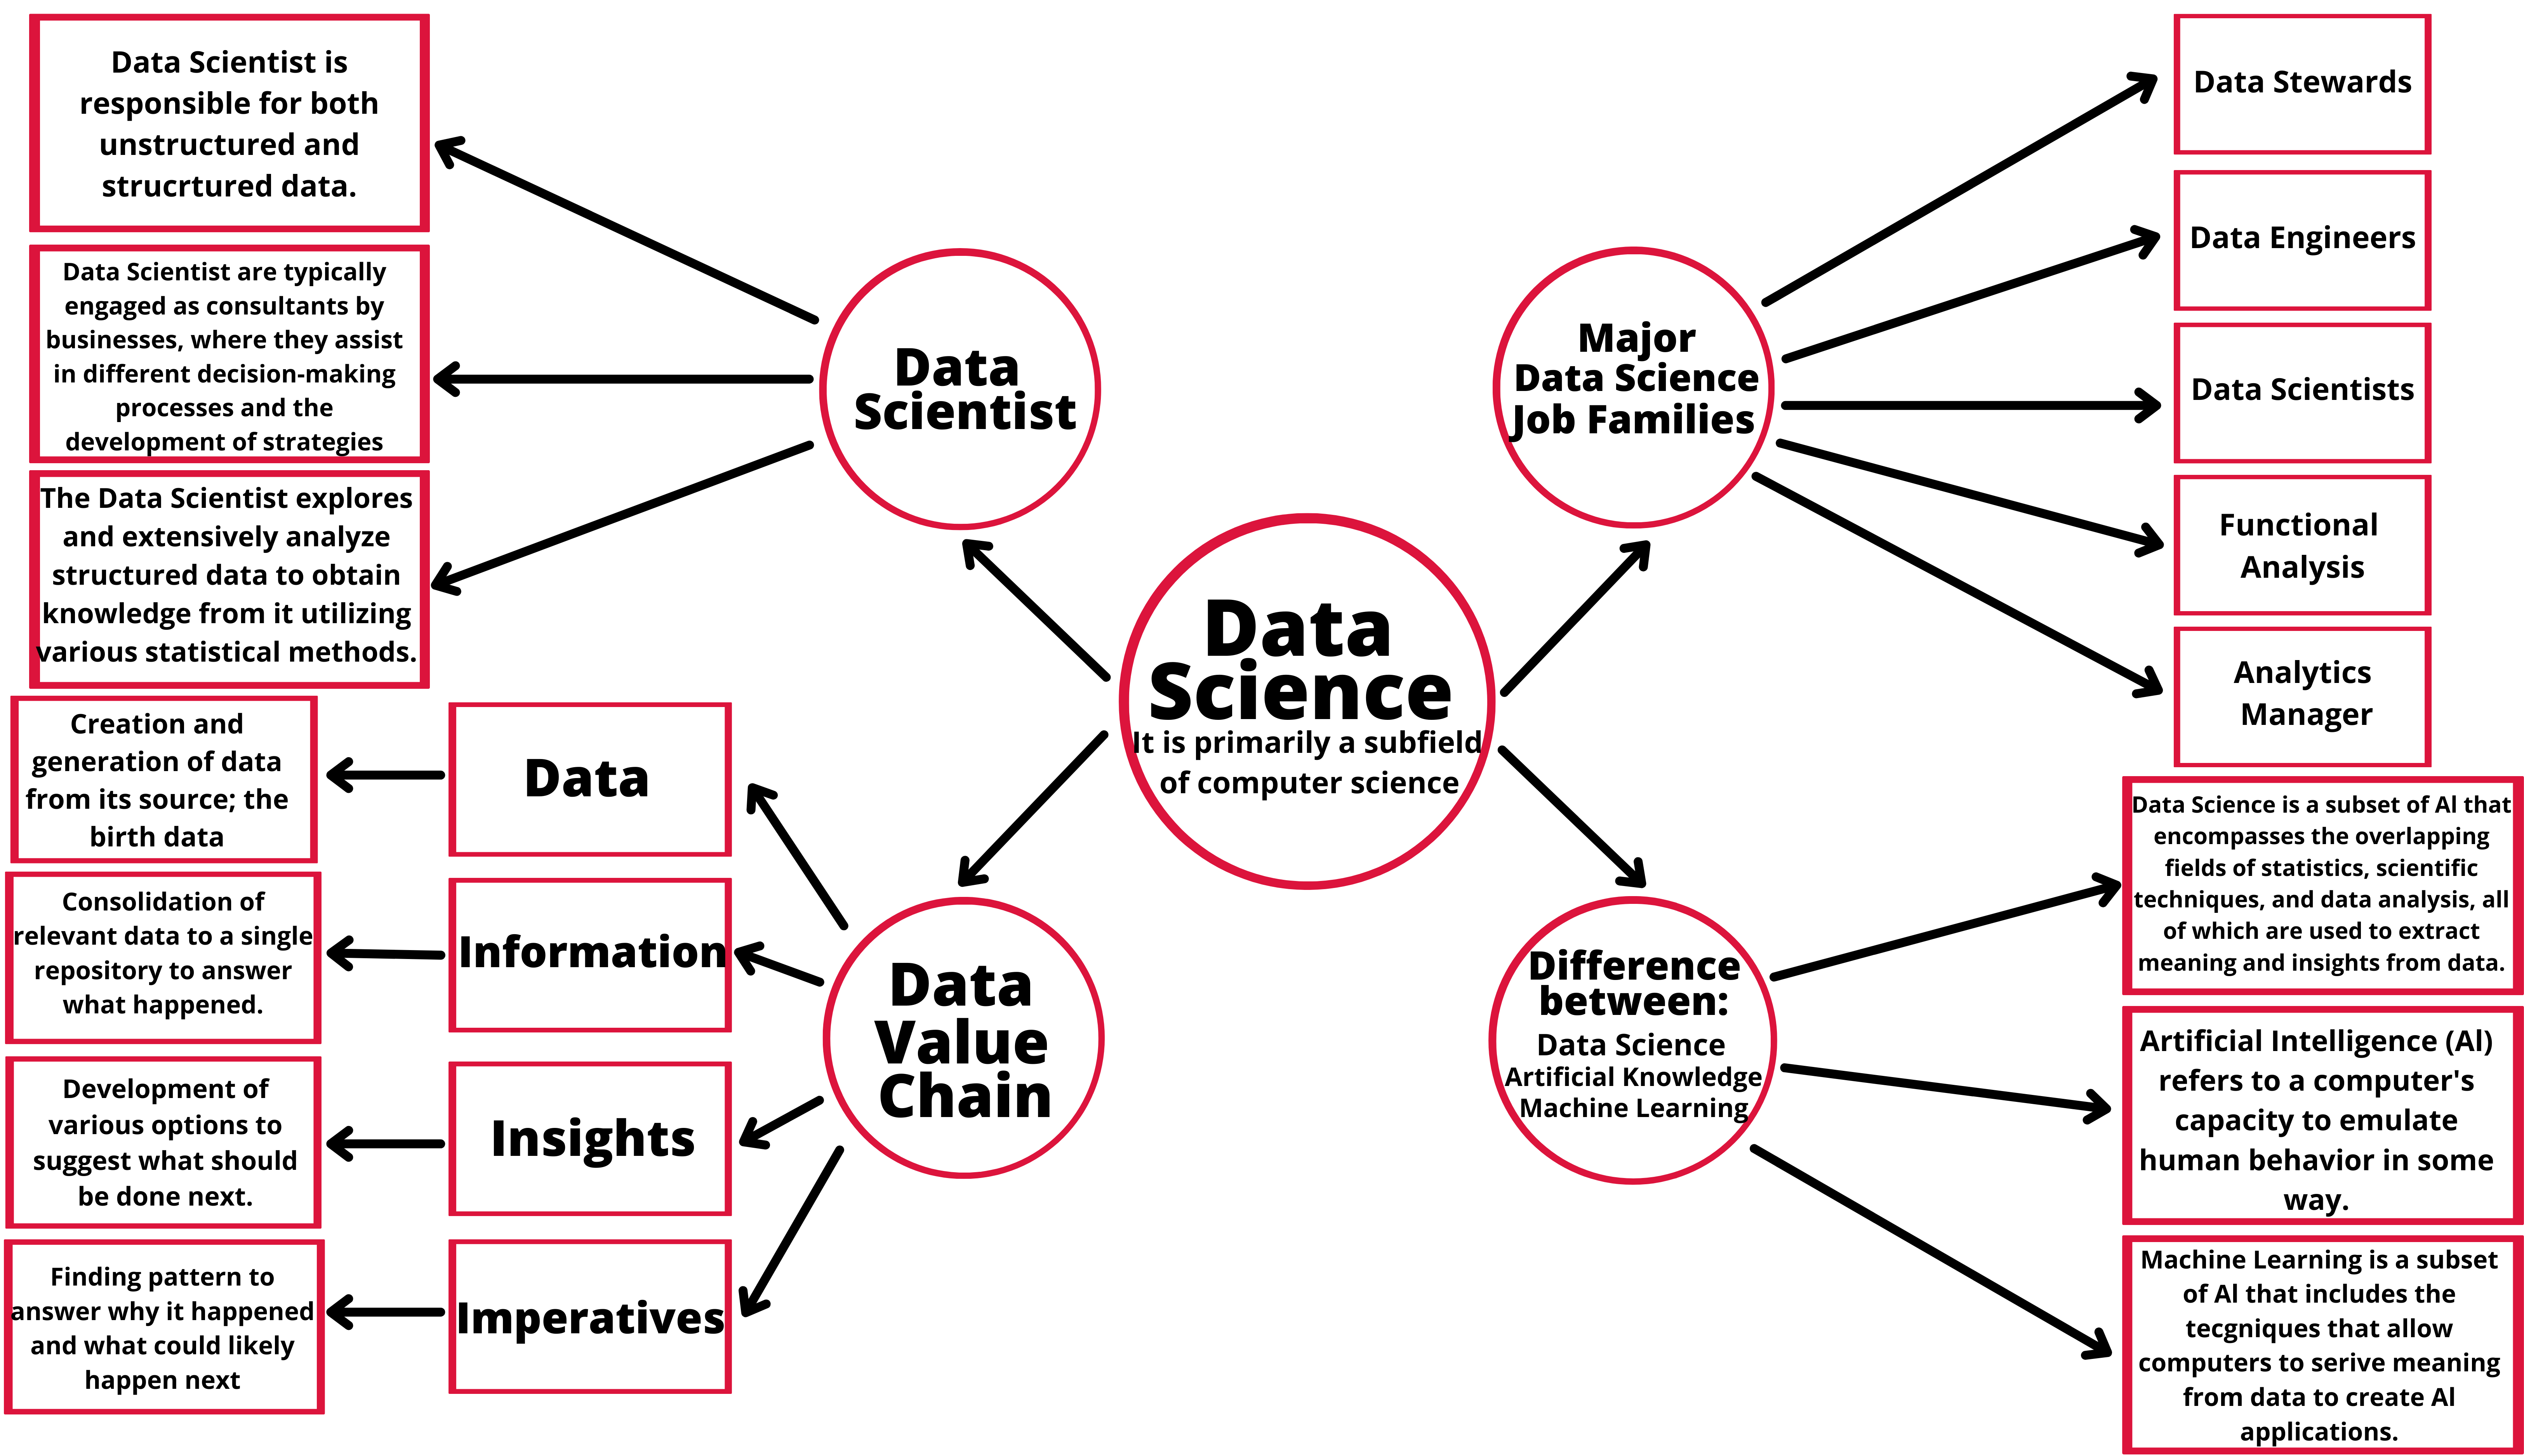 Data Scientist is
responsible for both
unstructured and
strucrtured data.
Data Scientist are typically
engaged as consultants by
businesses, where they assist
in different decision-making
processes and the
development of strategies
The Data Scientist explores
and extensively analyze
structured data to obtain
knowledge from it utilizing
various statistical methods.
Data
Scientist
Major
Data Science
Job Families
Data Stewards
Data Engineers
Data Scientists
Functional
Analysis
Analytics
Manager
Data
Science
It is primarily a subfield
of computer science
Creation and
generation of data
from its source; the
birth data
Data
Consolidation of
relevant data to a single
repository to answer
what happened.
Information
Development of
various options to
suggest what should
be done next.
Insights
Finding pattern to
answer why it happened
and what could likely
happen next
Imperatives
Data
Value
Chain
Difference
between:
Data Science
Artificial Knowledge
Machine Learning
Data Science is a subset of Al that
encompasses the overlapping
fields of statistics, scientific
techniques, and data analysis, all
of which are used to extract
meaning and insights from data.
Artificial Intelligence (Al)
refers to a computer's
capacity to emulate
human behavior in some
way.
Machine Learning is a subset
of Al that includes the
tecgniques that allow
computers to serive meaning
from data to create Al
applications.